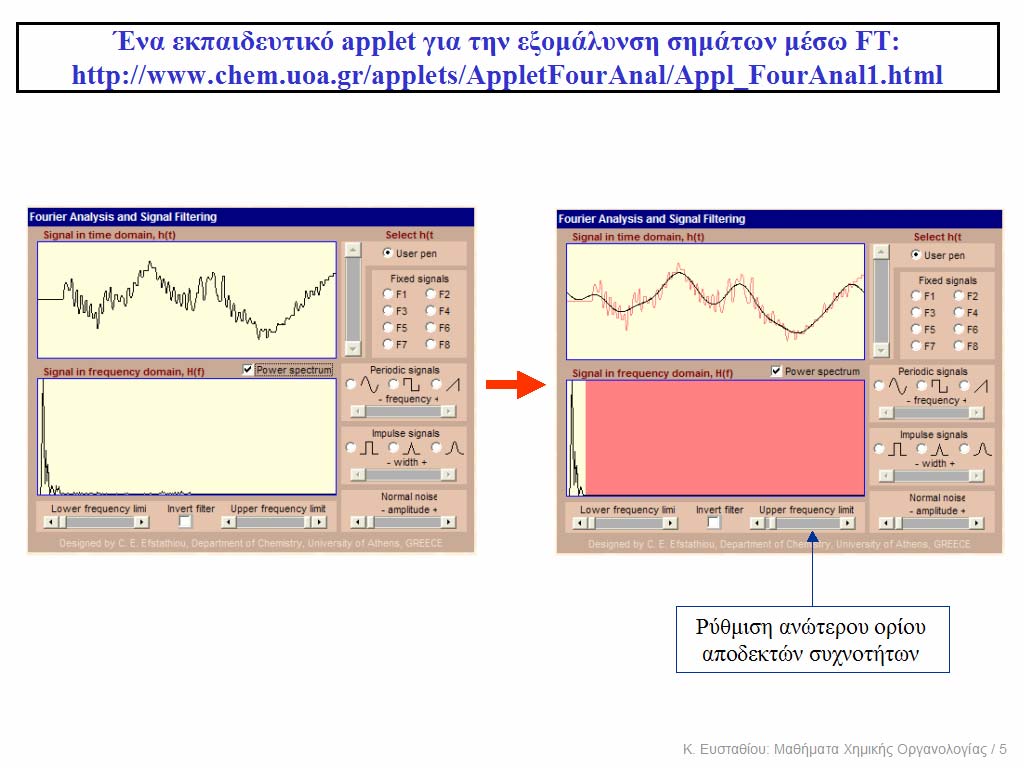 Ένα εκπαιδευτικό applet για την εξομάλυνση σημάτων μέσω FT:
http://www.chem.uoa.gr/applets/AppletFourAnal/Appl_FourAnal1.html
Fourier Analysis and Signal Filtering
Signal in time domain, h(t)
Select h(t
User pen
Fixed signals
F1 F2
F3 F4
F5 F6
F7 F8
Signal in frequency domain, H(f)
Power spectrum
Periodic signals
- frequency +
Impulse signals
- width +
Normal noise
- amplitude +
Lower frequency limi
Invert filter
Upper frequency limit
Designed by C. E. Efstathiou, Department of Chemistry, University of Athens, GREECE
Fourier Analysis and Signal Filtering
Signal in time domain, h(t)
Select h(t
User pen
Fixed signals
F1 F2
F3 F4
F5 F6
F7 F8
Signal in frequency domain, H(f)
Power spectrum
Periodic signals
- frequency +
Impulse signals
- width +
Normal noise
- amplitude +
Lower frequency limi
Invert filter
Upper frequency limit
Designed by C. E. Efstathiou, Department of Chemistry, University of Athens, GREECE
Ρύθμιση ανώτερου ορίου
αποδεκτών συχνοτήτων
Κ. Ευσταθίου: Μαθήματα Χημικής Οργανολογίας / 5